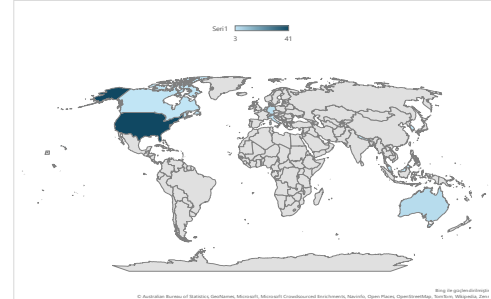 Seri1
3 41
Bing ile güçlendirilmiştir
© Australian Bureau of Statistics, GeoNames, Microsoft, Microsoft Crowdsourced Enrichments, Navinfo, Open Places, OpenStreetMap, TomTom, Wikipedia, Zenrin